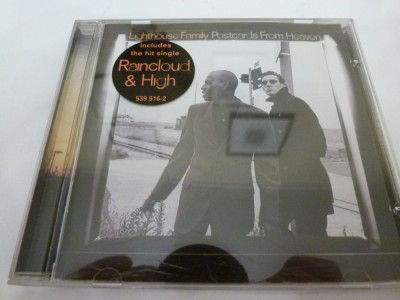 Lighthouse Family Postcards From Heaven
includes
the hit single
Raincloud
& High
539 516-2